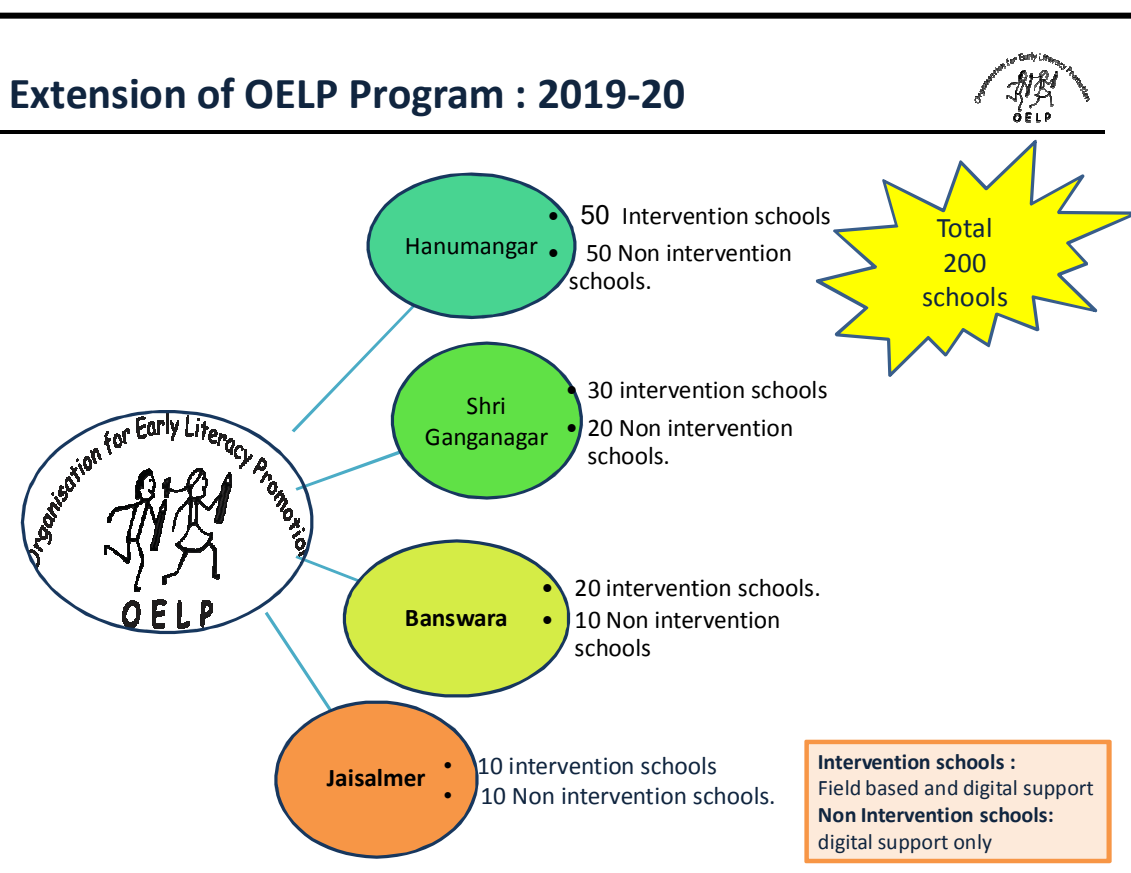 Extension of OELP Program : 2019-20
Organisation for Early Literacy Promotion
OELP
Hanumangar
• 50 Intervention schools
• 50 Non intervention
schools.
Total
200
schools
Shri
Ganganagar
• 30 intervention schools
• 20 Non intervention
schools.
Organisation for Early Literacy Promotion
OELP
Banswara
• 20 intervention schools.
• 10 Non intervention
schools
Jaisalmer
• 10 intervention schools
• 10 Non intervention schools.
Intervention schools :
Field based and digital support
Non Intervention schools:
digital support only